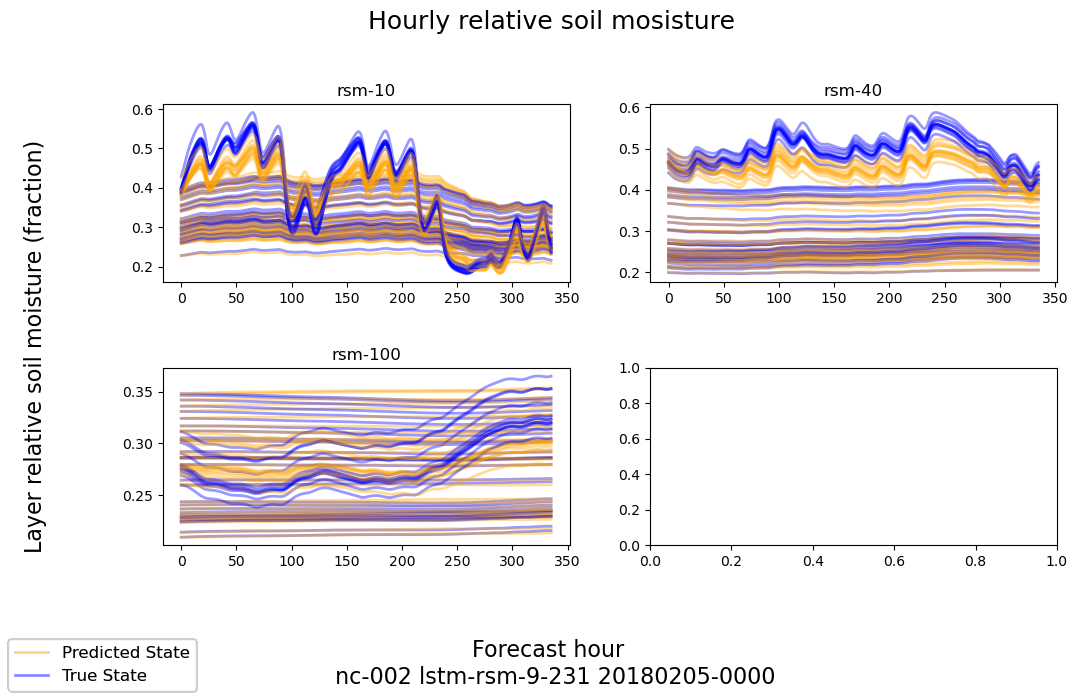 Hourly relative soil mosisture
rsm-10
rsm-40
0.6
0.5
0.4
0.3
0.2
0 50 100 150 200 250 300 350
0.6
0.5
0.4
0.3
0.2
0 50 100 150 200 250 300 350
Layer relative soil moisture (fraction)
rsm-100
0.35
0.30
0.25
0 50 100 150 200 250 300 350
1.0
0.8
0.6
0.4
0.2
0.0
0.0 0.2 0.4 0.6 0.8 1.0
Predicted State
True State
Forecast hour
nc-002 lstm-rsm-9-231 20180205-0000